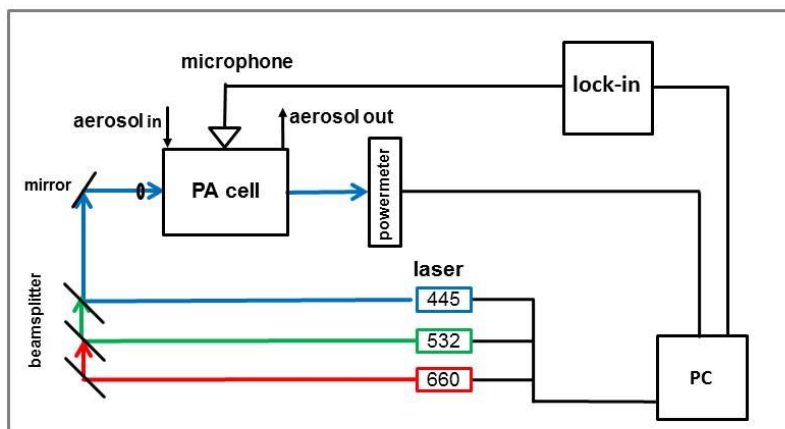 microphone
lock-in
aerosol in
aerosol out
mirror
PA cell
powermeter
laser
445
beamsplitter
532
660
PC